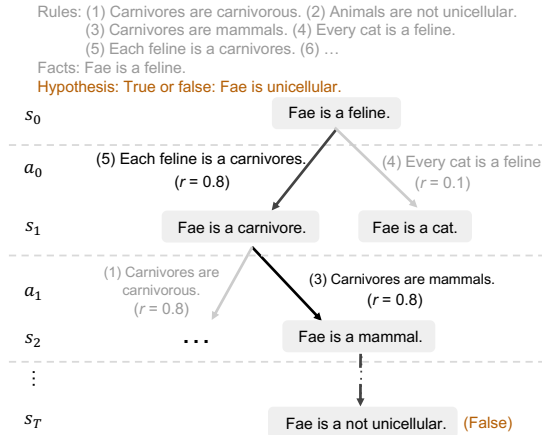 Rules: (1) Carnivores are carnivorous. (2) Animals are not unicellular.
(3) Carnivores are mammals. (4) Every cat is a feline.
(5) Each feline is a carnivores. (6) …
Facts: Fae is a feline.
Hypothesis: True or false: Fae is unicellular.
s₀ Fae is a feline.
a₀ (5) Each feline is a carnivores. (4) Every cat is a feline
(r = 0.8) (r = 0.1)
s₁ Fae is a carnivore. Fae is a cat.
(1) Carnivores are
carnivorous.
(r = 0.8)
a₁ (3) Carnivores are mammals.
(r = 0.8)
s₂ … Fae is a mammal.
⋮
s_T Fae is a not unicellular. (False)